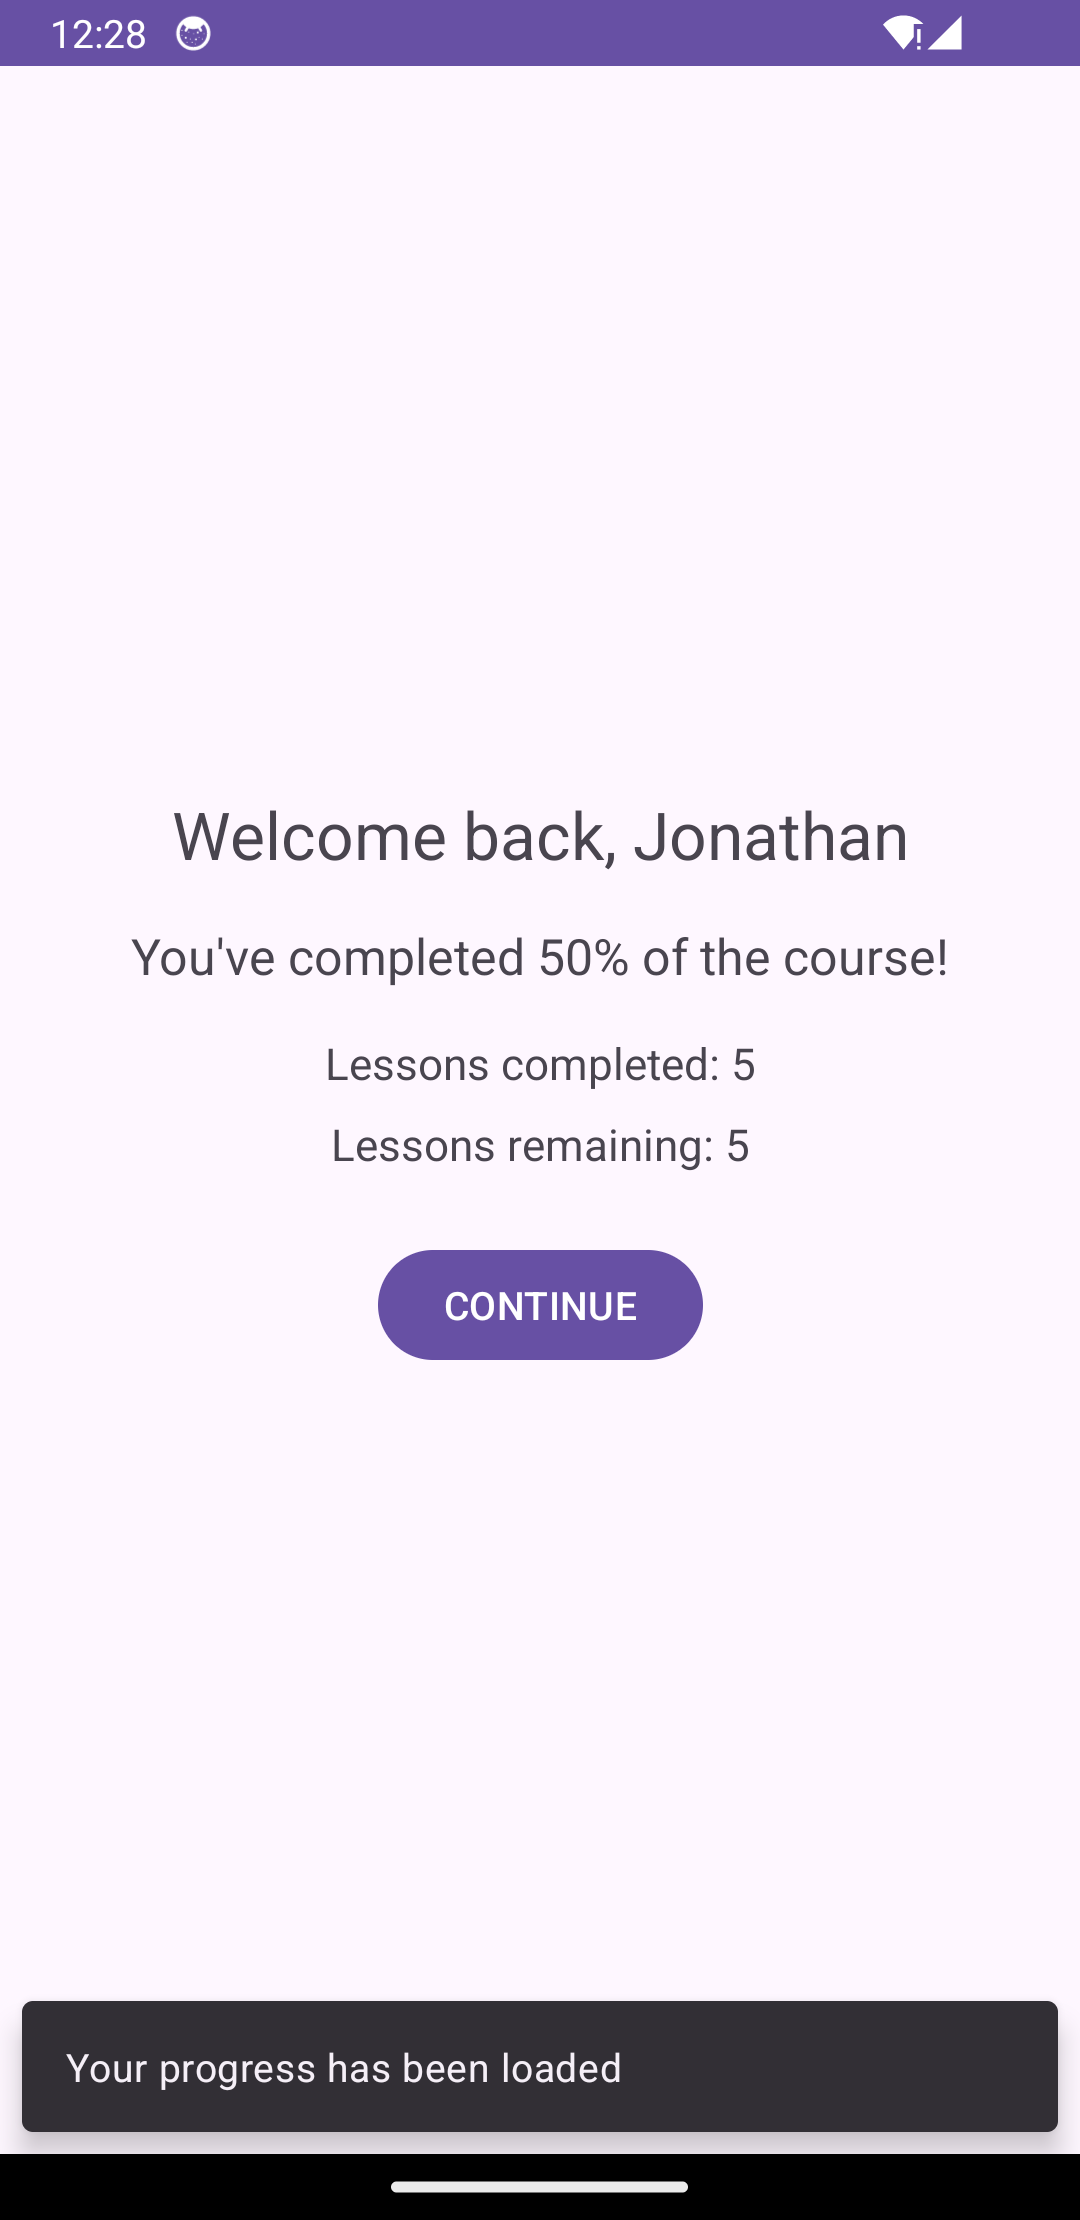 12:28
Welcome back, Jonathan
You've completed 50% of the course!
Lessons completed: 5
Lessons remaining: 5
CONTINUE
Your progress has been loaded